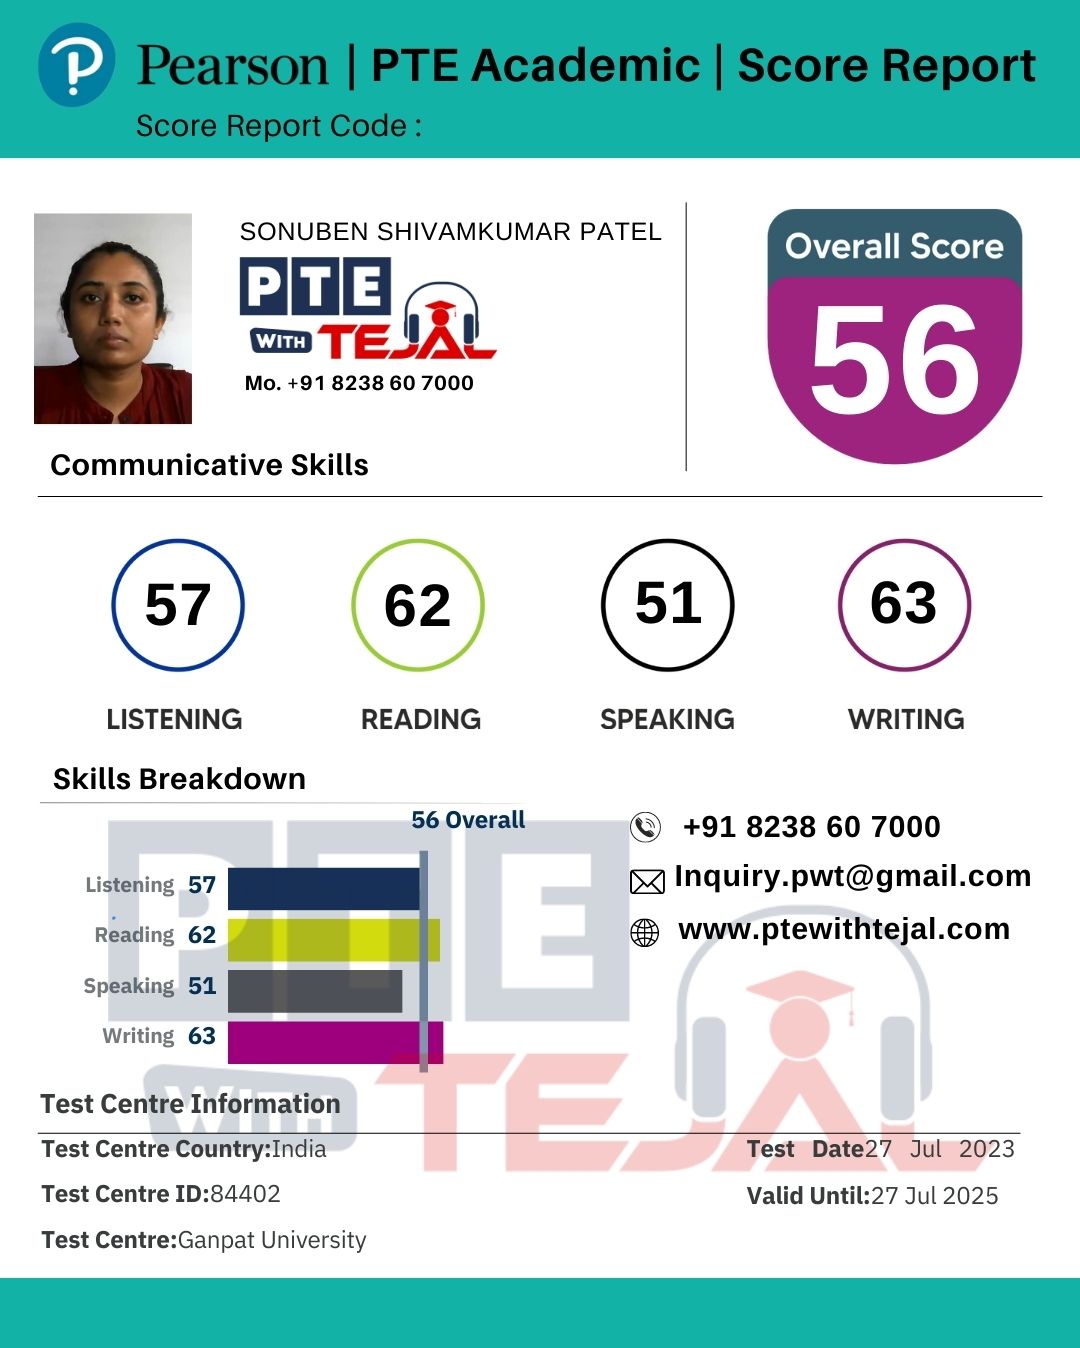 Pearson | PTE Academic | Score Report
Score Report Code :
SONUBEN SHIVAMKUMAR PATEL
PTE
WITH TEJAL
Mo. +91 8238 60 7000
Overall Score
56
Communicative Skills
57 62 51 63
LISTENING READING SPEAKING WRITING
Skills Breakdown
56 Overall
Listening 57
Reading 62
Speaking 51
Writing 63
+91 8238 60 7000
Inquiry.pwt@gmail.com
www.ptewithtejal.com
PTE
WITH TEJAL
Test Centre Information
Test Centre Country:India
Test Date27 Jul 2023
Test Centre ID:84402
Valid Until:27 Jul 2025
Test Centre:Ganpat University